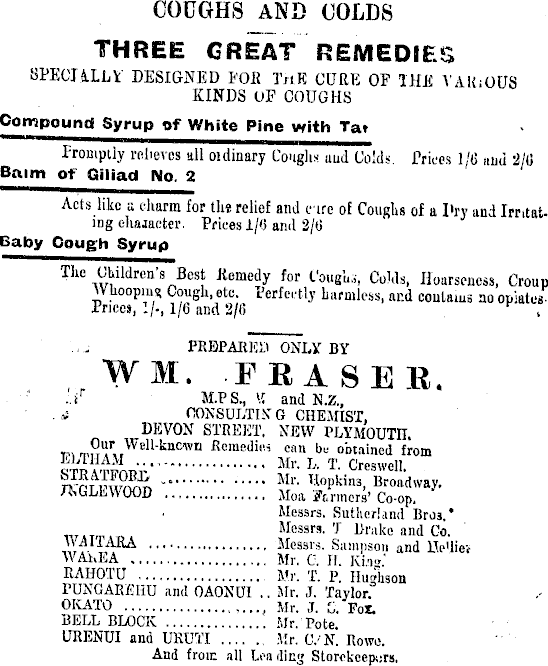 COUGHS AND COLDS
THREE GREAT REMEDIES
SPECIALLY DESIGNED FOR THE CURE OF THE VARIOUS
KINDS OF COUGHS
Compound Syrup of White Pine with Tar
Promptly relieves all ordinary Coughs and Colds. Prices 1/6 and 2/6
Balm of Giliad No. 2
Acts like a charm for the relief and cure of Coughs of a Dry and Irritat-
ing character. Prices 1/6 and 2/6
Baby Cough Syrup
The Children's Best Remedy for Coughs, Colds, Hoarseness, Croup
Whooping Cough, etc. Perfectly harmless, and contains no opiates.
Prices, 1/-, 1/6 and 2/6
PREPARED ONLY BY
WM. FRASER.
M.P S., and N.Z.,
CONSULTING CHEMIST,
DEVON STREET, NEW PLYMOUTH.
Our Well-known Remedies can be obtained from
ELTHAM .................. Mr. L. T. Creswell.
STRATFORD .............. Mr. Hopkins, Broadway.
INGLEWOOD .............. Moa Farmers' Co-op.
Messrs. Sutherland Bros.
Messrs. T Drake and Co.
WAITARA ................ Messrs. Sampson and Hellier
WAREA .................. Mr. C. H. King.
RAHOTU ................. Mr. T. P. Hughson
PUNGAREHU and OAONUI .. Mr. J. Taylor.
OKATO .................. Mr. J. C. Fox.
BELL BLOCK ............. Mr. Pote.
URENUI and URUTI ...... Mr. C. N. Rowe.
And from all Leading Storekeepers.